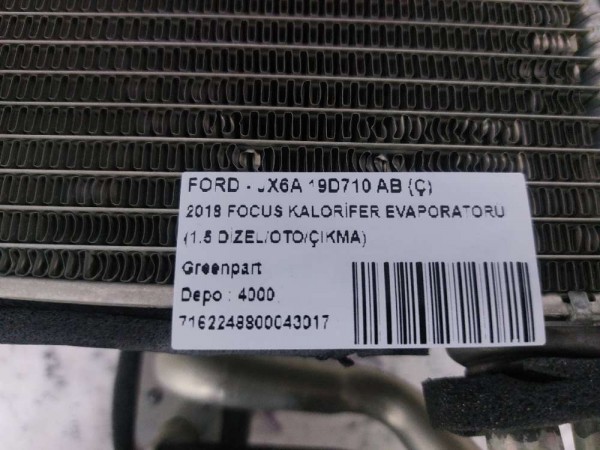 FORD - JX6A 19D710 AB (Ç)
2018 FOCUS KALORİFER EVAPORATORU
(1.5 DİZEL/OTO/ÇIKMA)
Greenpart
Depo : 4000
7162248800043017